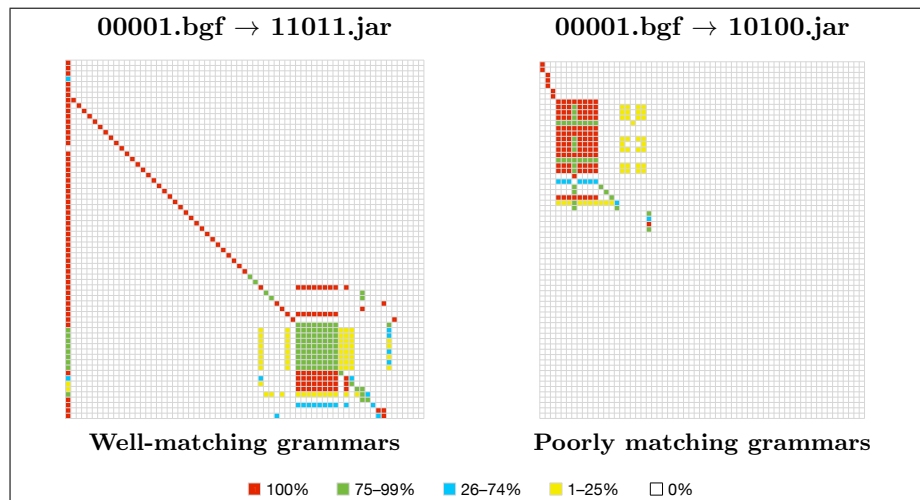 00001.bgf → 11011.jar
00001.bgf → 10100.jar
Well-matching grammars
Poorly matching grammars
100% 75–99% 26–74% 1–25% 0%